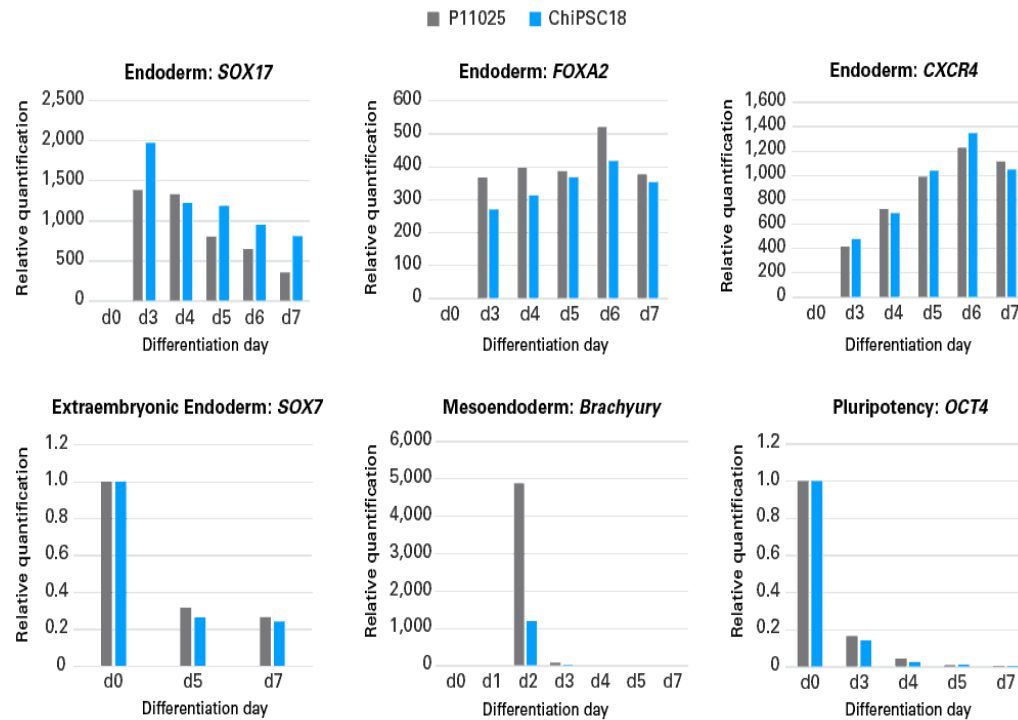 P11025 ChiPSC18
Endoderm: SOX17
Relative quantification
2,500
2,000
1,500
1,000
500
0
d0 d3 d4 d5 d6 d7
Differentiation day
Endoderm: FOXA2
Relative quantification
600
500
400
300
200
100
0
d0 d3 d4 d5 d6 d7
Differentiation day
Endoderm: CXCR4
Relative quantification
1,600
1,400
1,200
1,000
800
600
400
200
0
d0 d3 d4 d5 d6 d7
Differentiation day
Extraembryonic Endoderm: SOX7
Relative quantification
1.2
1.0
0.8
0.6
0.4
0.2
0
d0 d5 d7
Differentiation day
Mesoendoderm: Brachyury
Relative quantification
6,000
5,000
4,000
3,000
2,000
1,000
0
d0 d1 d2 d3 d4 d5 d7
Differentiation day
Pluripotency: OCT4
Relative quantification
1.2
1.0
0.8
0.6
0.4
0.2
0
d0 d3 d4 d5 d7
Differentiation day